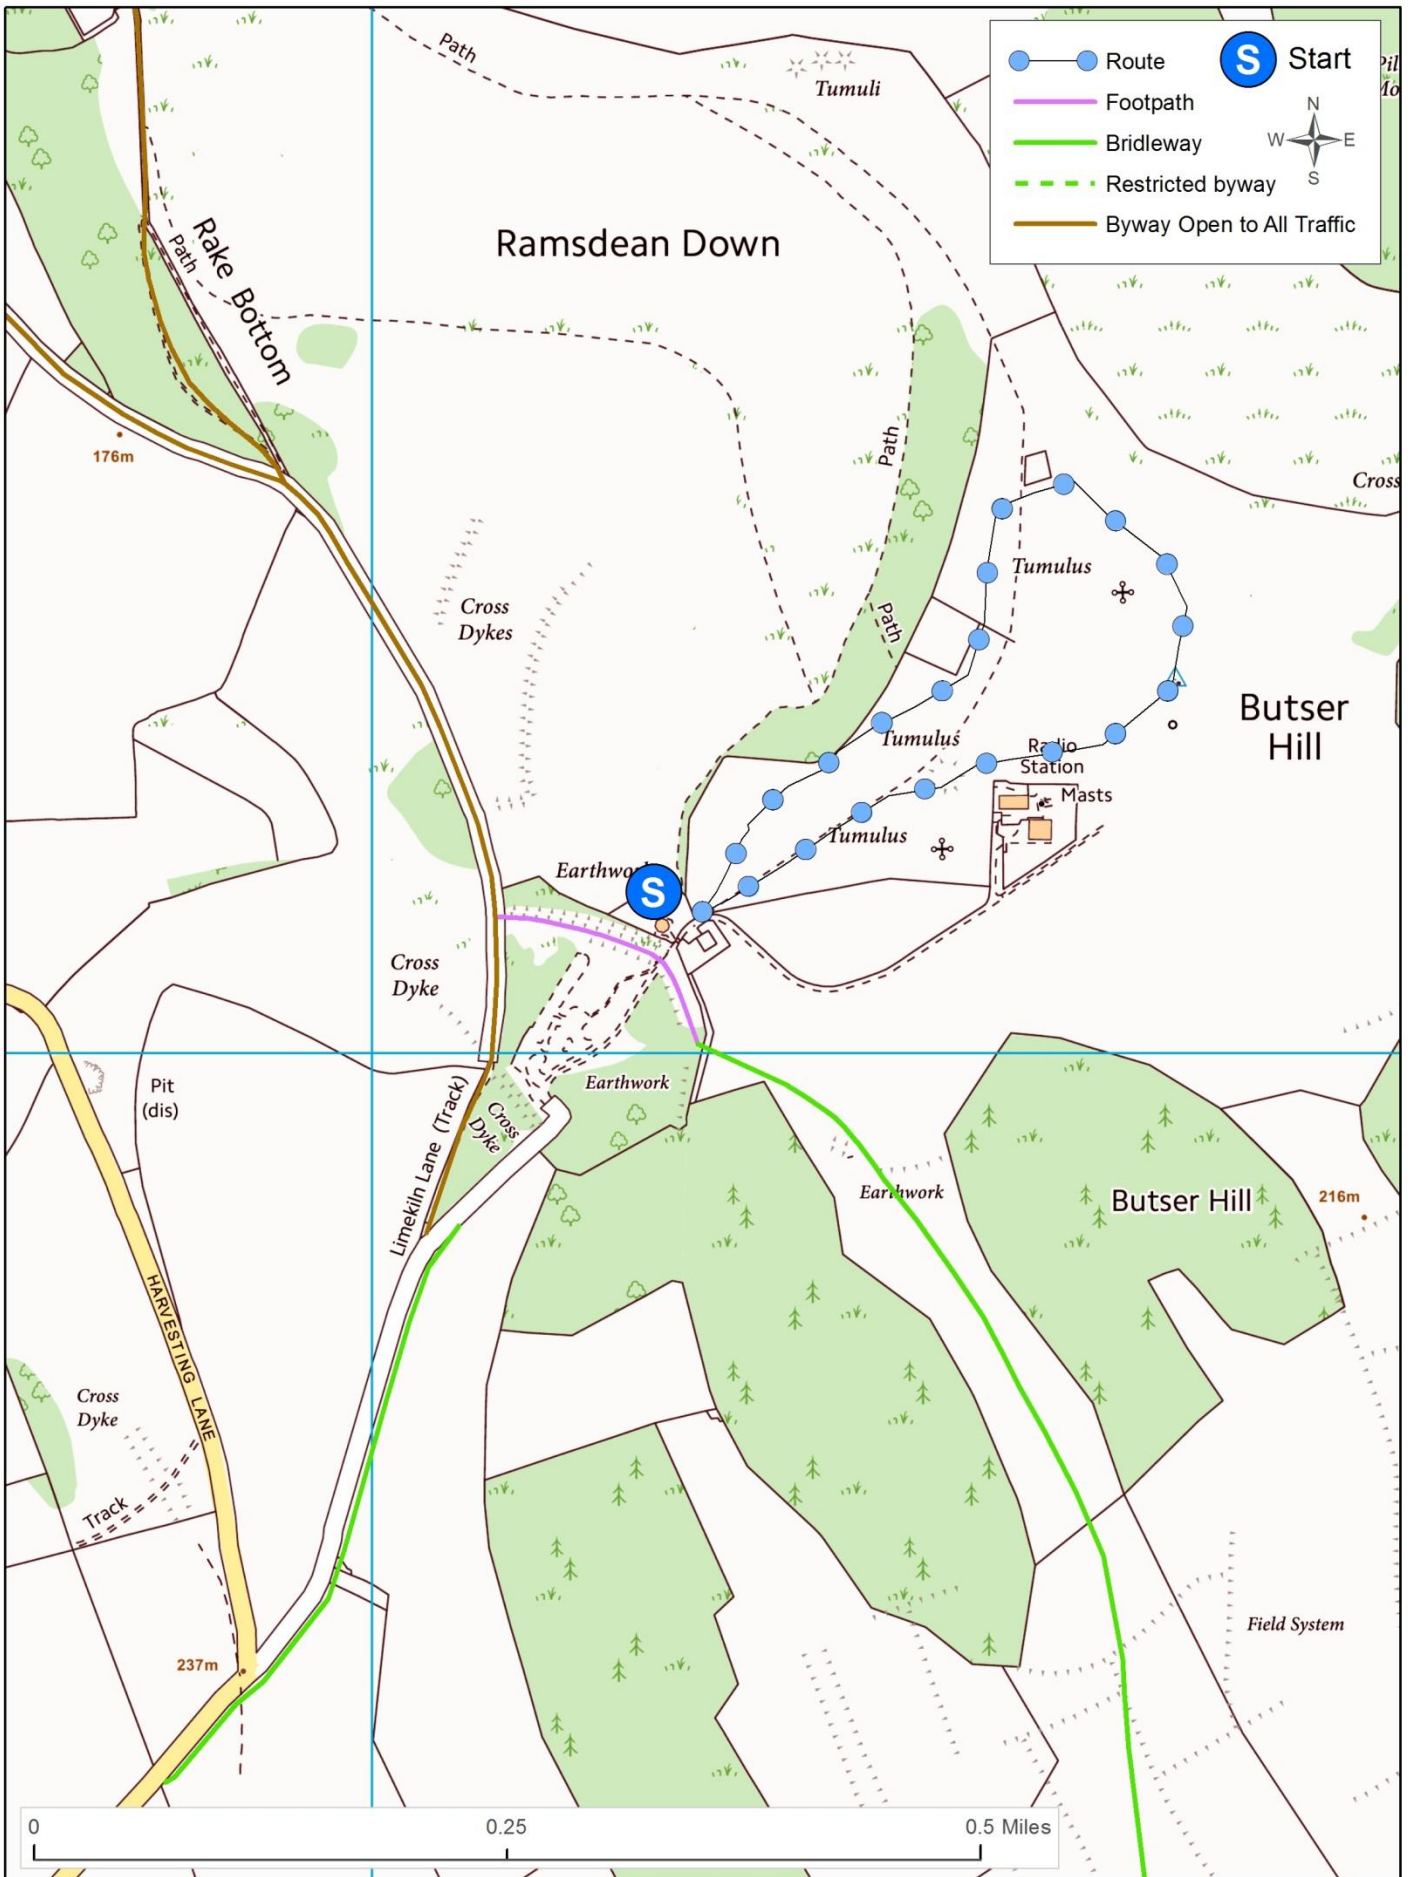 Path
Tumuli
Route
S
Start
Footpath
Bridleway
Restricted byway
Byway Open to All Traffic
N
W
E
S
Pil
Mo
Rake Bottom
Path
Ramsdean Down
176m
Path
Cross
Cross
Dykes
Path
Tumulus
Butser
Hill
Tumulus
Radio
Station
Masts
Tumulus
Earthwork
S
Cross
Dyke
Pit
(dis)
Limekiln Lane (Track)
Cross
Dyke
Earthwork
Earthwork
Butser Hill
216m
HARVESTING LANE
Cross
Dyke
Track
237m
Field System
0
0.25
0.5 Miles